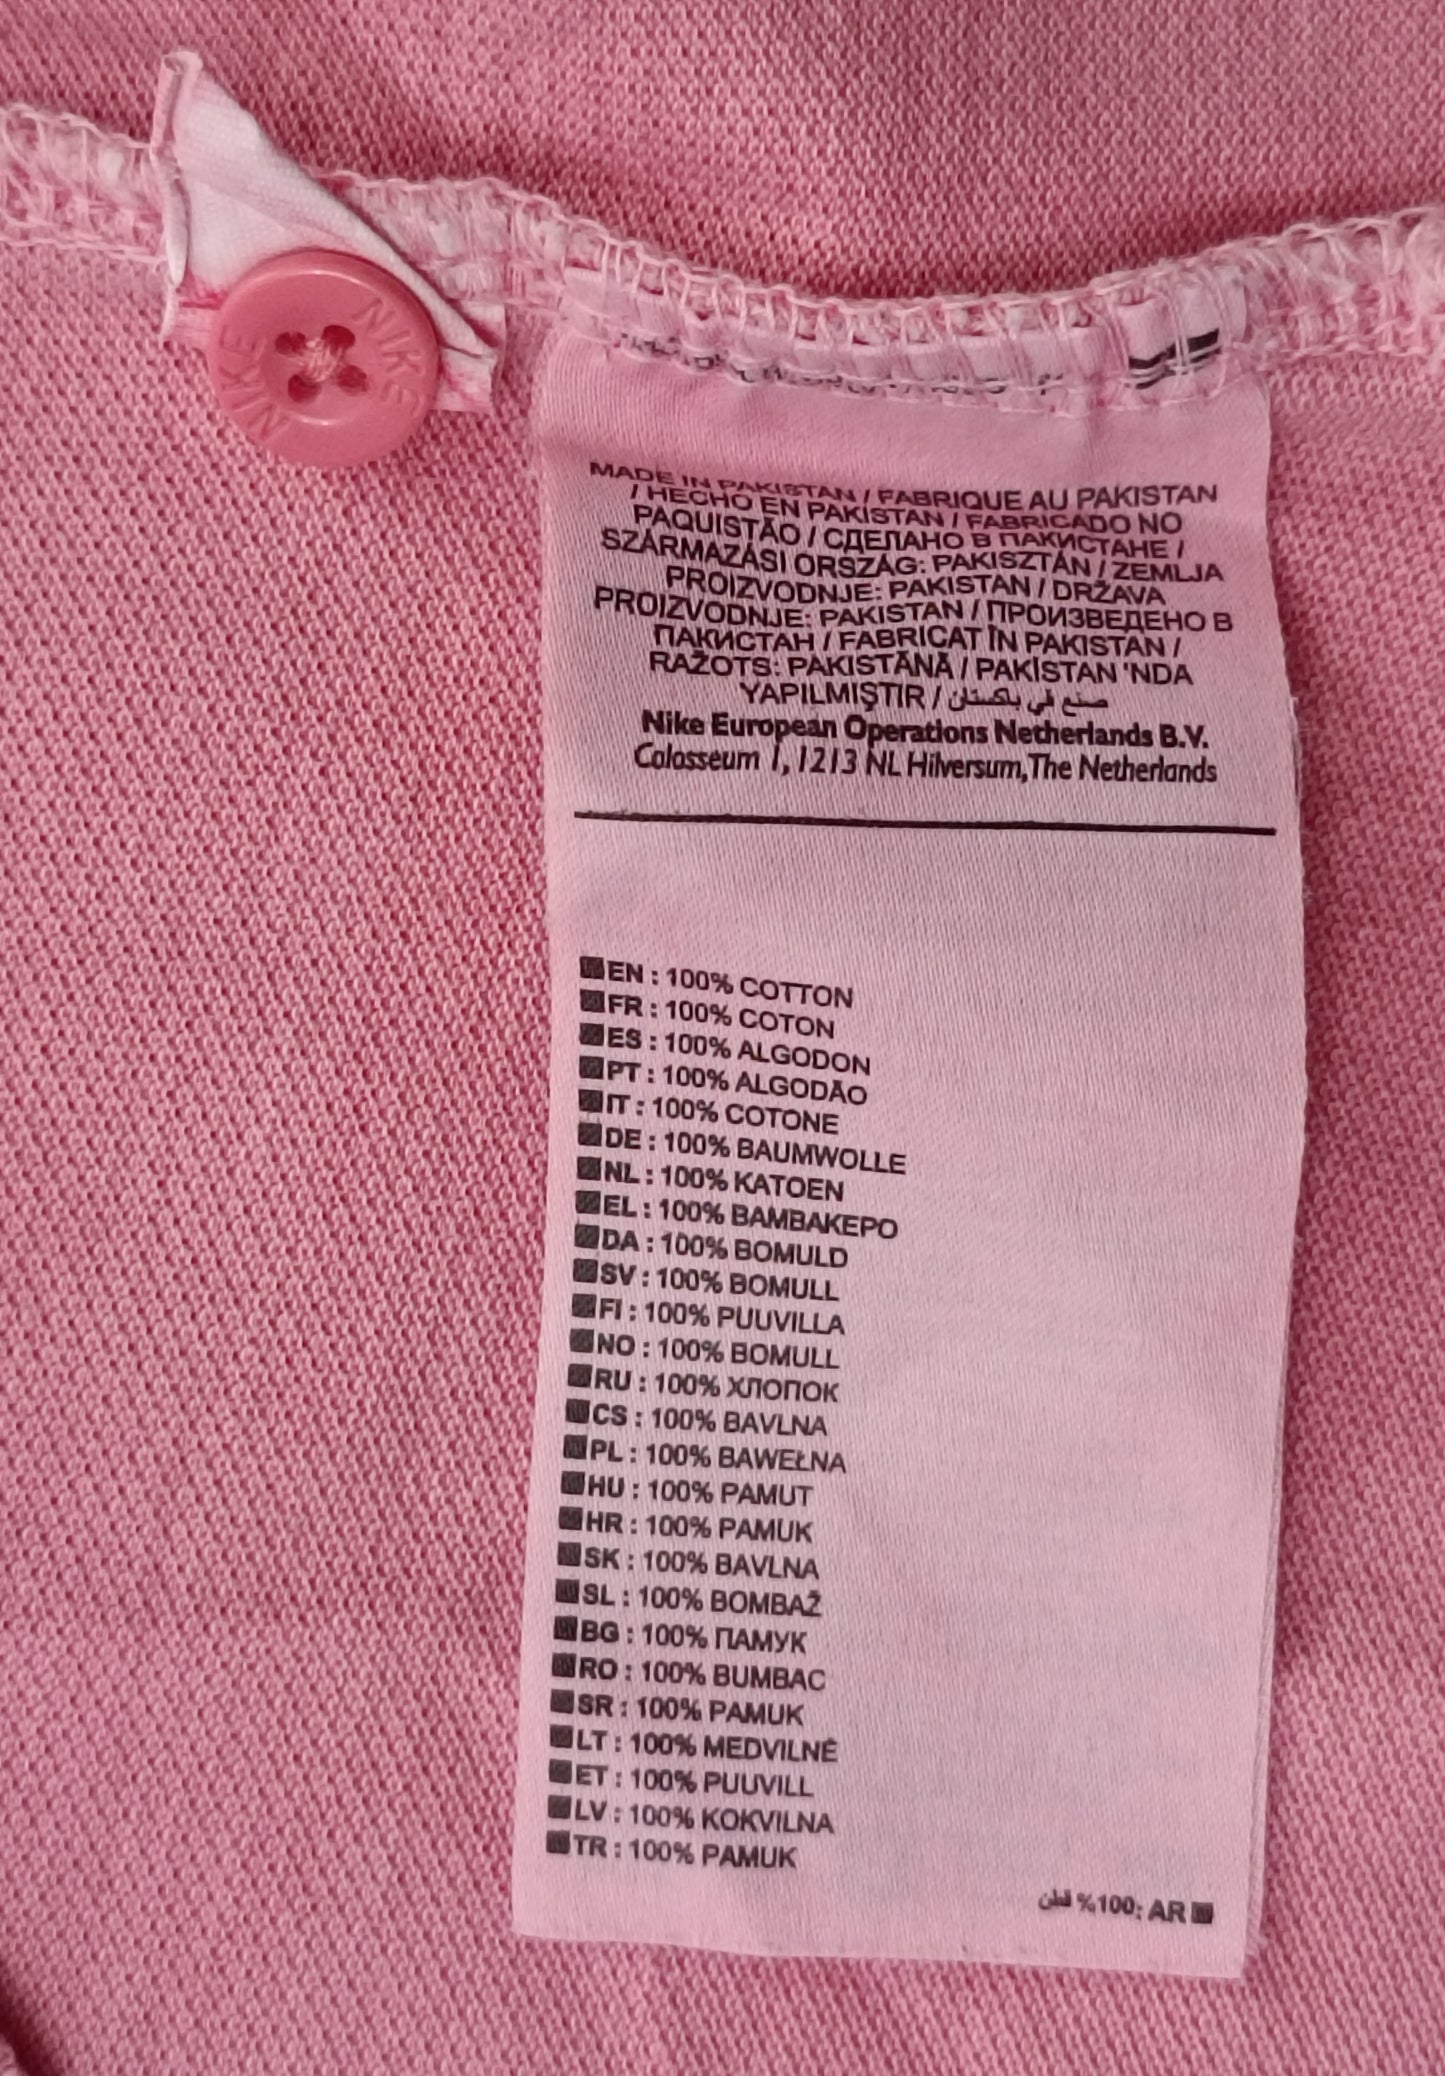 NIKE NIKE
MADE IN PAKISTAN / FABRIQUE AU PAKISTAN
/ HECHO EN PAKISTAN / FABRICADO NO
PAQUISTÃO / СДЕЛАНО В ПАКИСТАНЕ /
SZÁRMAZÁSI ORSZÁG: PAKISZTÁN / ZEMLJA
PROIZVODNJE: PAKISTAN / DRŽAVA
PROIZVODNJE: PAKISTAN / ПРОИЗВЕДЕНО В
ПАКИСТАН / FABRICAT ÎN PAKISTAN /
RAŽOTS: PAKISTĀNĀ / PAKİSTAN 'NDA
YAPILMIŞTIR / صنع في باكستان
Nike European Operations Netherlands B.V.
Colosseum 1, 1213 NL Hilversum, The Netherlands
EN : 100% COTTON
FR : 100% COTON
ES : 100% ALGODON
PT : 100% ALGODÃO
IT : 100% COTONE
DE : 100% BAUMWOLLE
NL : 100% KATOEN
EL : 100% ΒΑΜΒΑΚΕΡΟ
DA : 100% BOMULD
SV : 100% BOMULL
FI : 100% PUUVILLA
NO : 100% BOMULL
RU : 100% ХЛОПОК
CS : 100% BAVLNA
PL : 100% BAWEŁNA
HU : 100% PAMUT
HR : 100% PAMUK
SK : 100% BAVLNA
SL : 100% BOMBAŽ
BG : 100% ПАМУК
RO : 100% BUMBAC
SR : 100% PAMUK
LT : 100% MEDVILNĖ
ET : 100% PUUVILL
LV : 100% KOKVILNA
TR : 100% PAMUK
AR :100% قطن